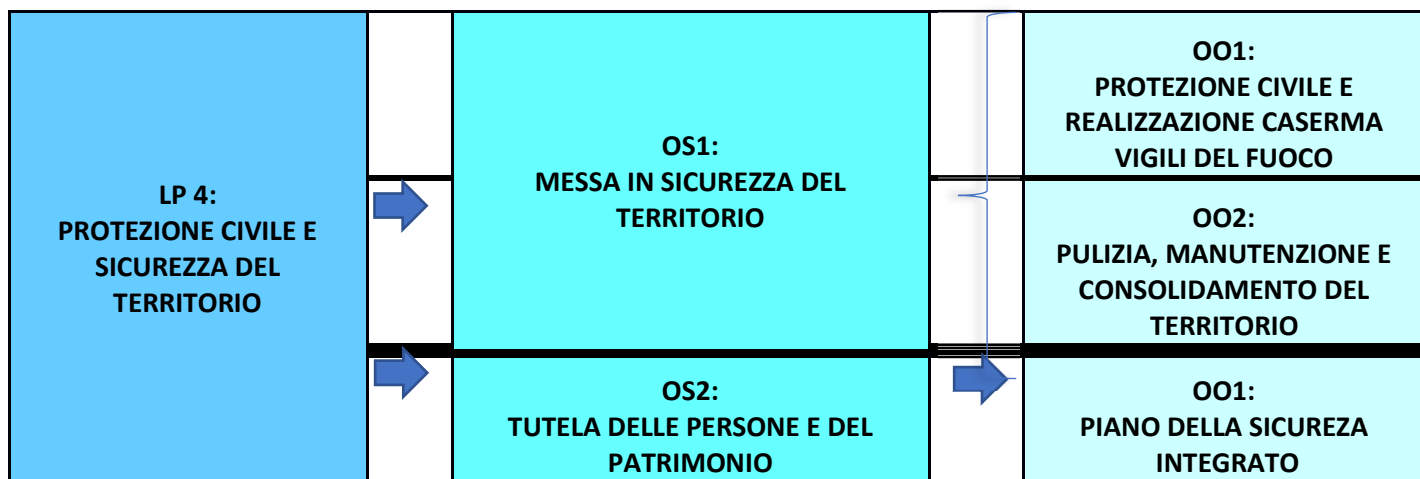 LP 4:
PROTEZIONE CIVILE E
SICUREZZA DEL
TERRITORIO
OS1:
MESSA IN SICUREZZA DEL
TERRITORIO
OO1:
PROTEZIONE CIVILE E
REALIZZAZIONE CASERMA
VIGILI DEL FUOCO
OO2:
PULIZIA, MANUTENZIONE E
CONSOLIDAMENTO DEL
TERRITORIO
OS2:
TUTELA DELLE PERSONE E DEL
PATRIMONIO
OO1:
PIANO DELLA SICUREZA
INTEGRATO